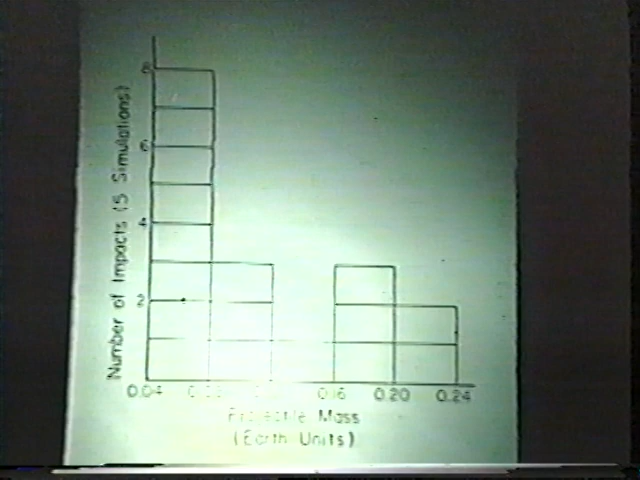 Number of Impacts (5 Simulations)
8
6
4
2
0.04
0.16
0.20
0.24
Projectile Mass
(Earth Units)